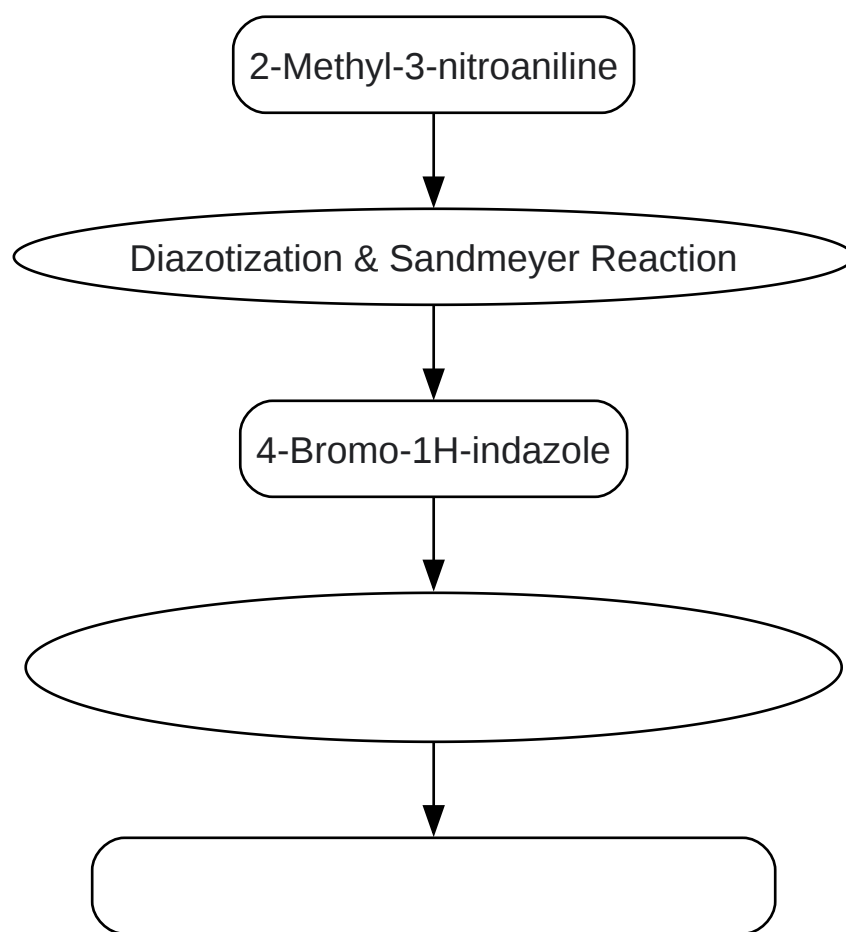 2-Methyl-3-nitroaniline
Diazotization & Sandmeyer Reaction
4-Bromo-1H-indazole